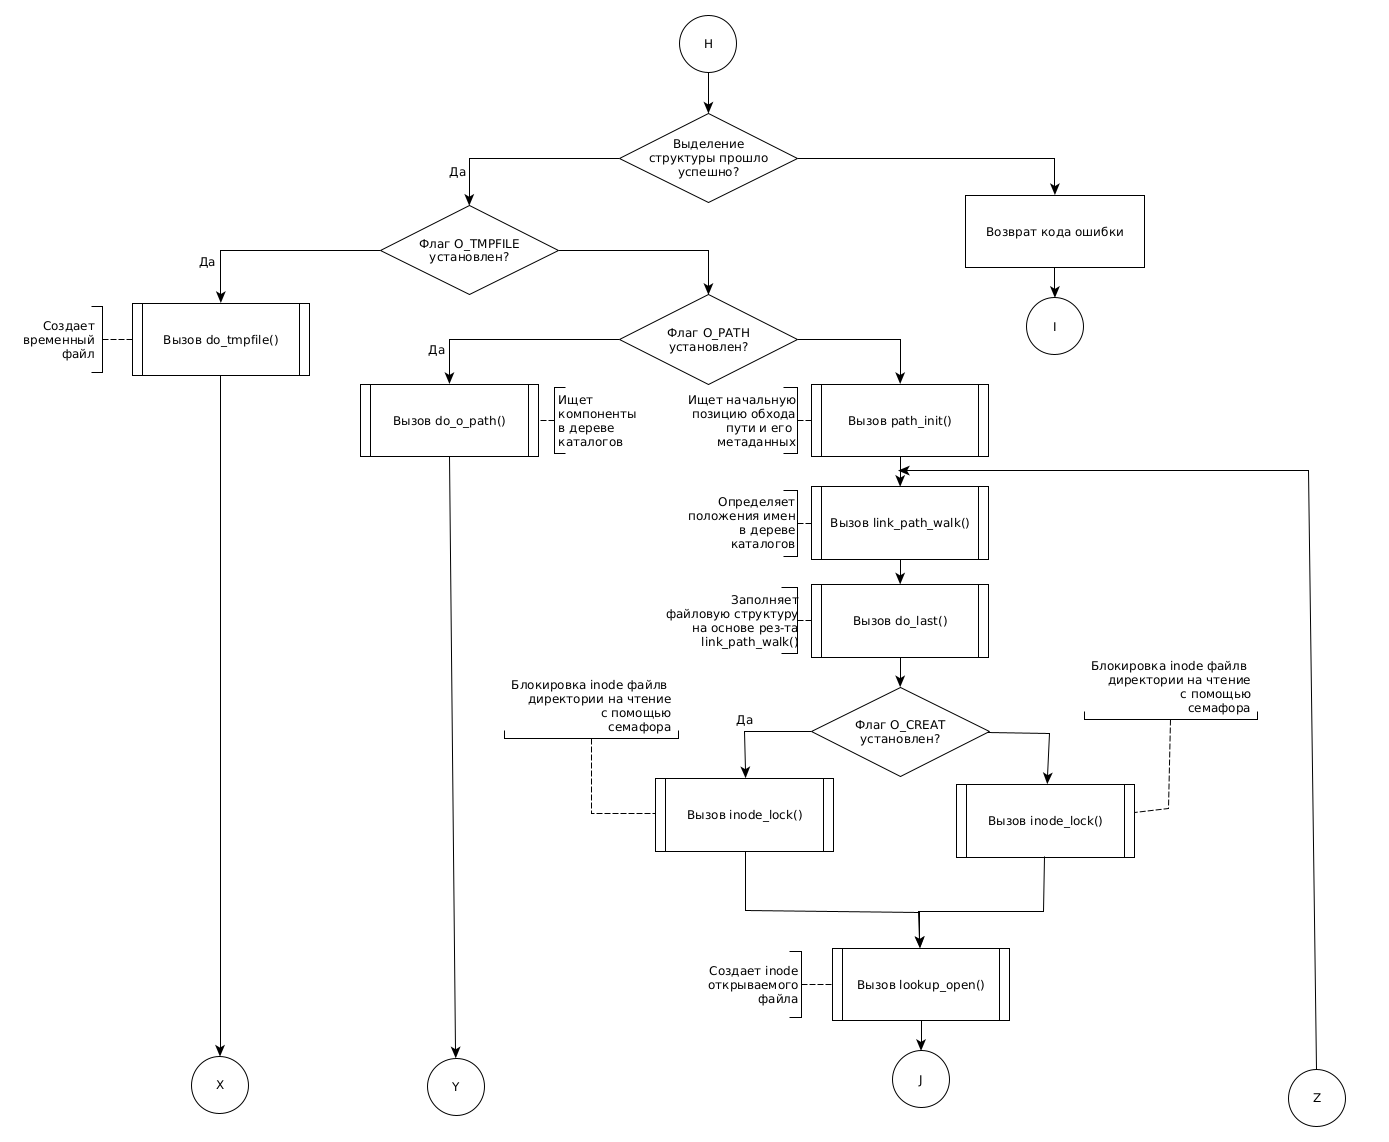 H
Выделение
структуры прошло
успешно?
Да
Флаг O_TMPFILE
установлен?
Возврат кода ошибки
Да
I
Создает
временный
файл
Вызов do_tmpfile()
Флаг O_PATH
установлен?
Да
Вызов do_o_path()
Ищет
компоненты
в дереве
каталогов
Ищет начальную
позицию обхода
пути и его
метаданных
Вызов path_init()
Определяет
положения имен
в дереве
каталогов
Вызов link_path_walk()
Заполняет
файловую структуру
на основе рез-та
link_path_walk()
Вызов do_last()
Блокировка inode файлв
директории на чтение
с помощью
семафора
Да
Флаг O_CREAT
установлен?
Блокировка inode файлв
директории на чтение
с помощью
семафора
Вызов inode_lock()
Вызов inode_lock()
Создает inode
открываемого
файла
Вызов lookup_open()
X
Y
J
Z